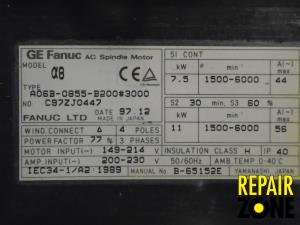 GE Fanuc AC Spindle Motor
MODEL α8
TYPE A06B-0855-B200#3000
No. C97ZJ0447
DATE 97.12
FANUC LTD MADE IN JAPAN
WIND.CONNECT Δ 4 POLES
POWER FACTOR 77 % 3 PHASES
MOTOR INPUT(~) 149-214 V
AMP.INPUT(~) 200-230 V 50/60Hz
IEC34-1/A2:1989
S1 CONT
kW min⁻¹ A(~) max
7.5 1500-6000 44
S2 30 min, S3 60 %
kW min⁻¹ A(~) max
11 1500-6000 56
INSULATION CLASS H IP 40
AMB.TEMP 0-40°C
MANUAL No. B-65152E YAMANASHI, JAPAN
REPAIR
ZONE